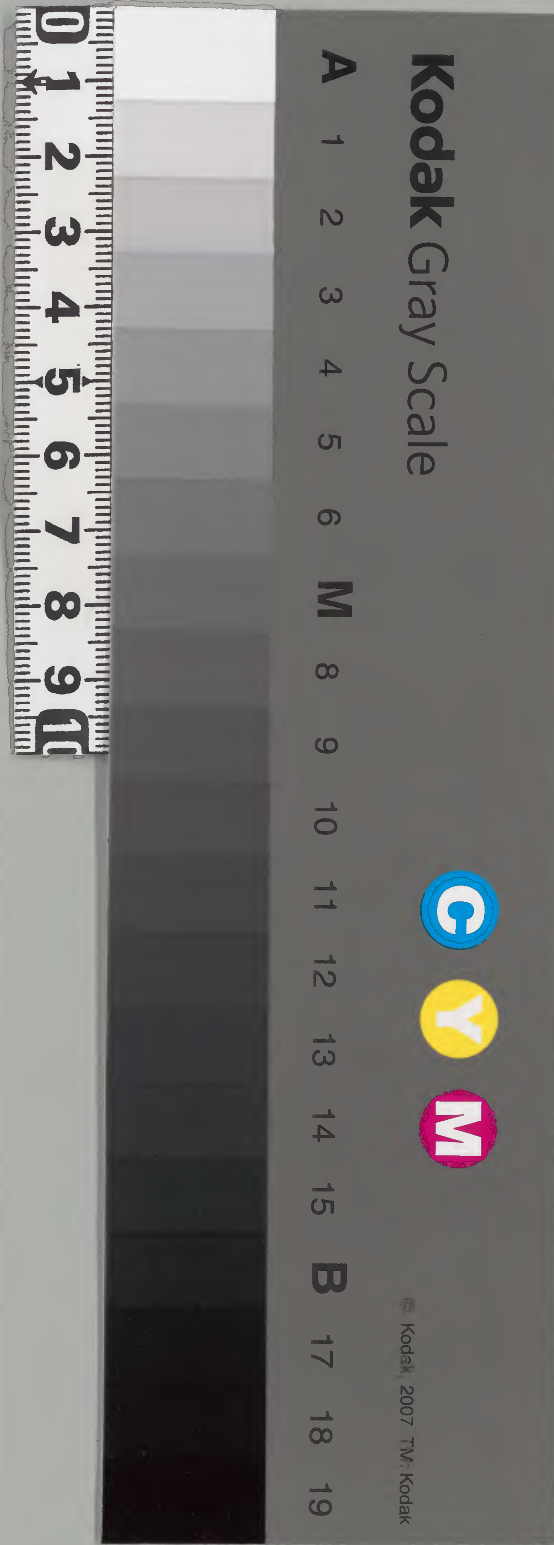 Kodak Gray Scale
C Y M
© Kodak, 2007 TM: Kodak
A 1 2 3 4 5 6 M 8 9 10 11 12 13 14 15 B 17 18 19
0 1 2 3 4 5 6 7 8 9 10